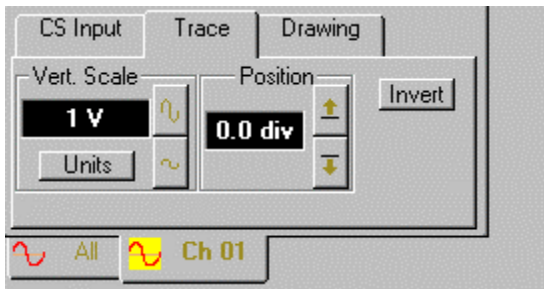 CS Input Trace Drawing
Vert. Scale Position
Invert
1 V
0.0 div
Units
All Ch 01